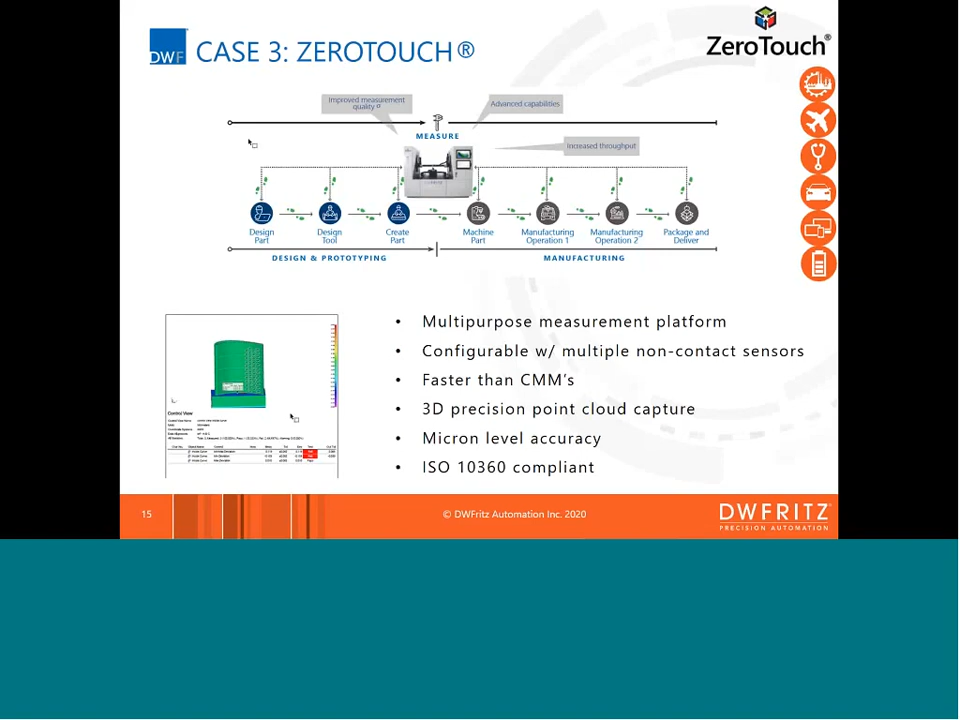 DWF
CASE 3: ZEROTOUCH®
ZeroTouch®
Improved measurement
quality σ
Advanced capabilities
MEASURE
Increased throughput
Design
Part
Design
Tool
Create
Part
Machine
Part
Manufacturing
Operation 1
Manufacturing
Operation 2
Package and
Deliver
DESIGN & PROTOTYPING
MANUFACTURING
Control View
• Multipurpose measurement platform
• Configurable w/ multiple non-contact sensors
• Faster than CMM's
• 3D precision point cloud capture
• Micron level accuracy
• ISO 10360 compliant
15
© DWFritz Automation Inc. 2020
DWFRITZ®
PRECISION AUTOMATION